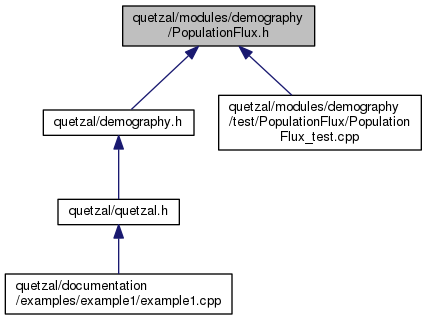 quetzal/modules/demography
/PopulationFlux.h
quetzal/demography.h
quetzal/modules/demography
/test/PopulationFlux/Population
Flux_test.cpp
quetzal/quetzal.h
quetzal/documentation
/examples/example1/example1.cpp